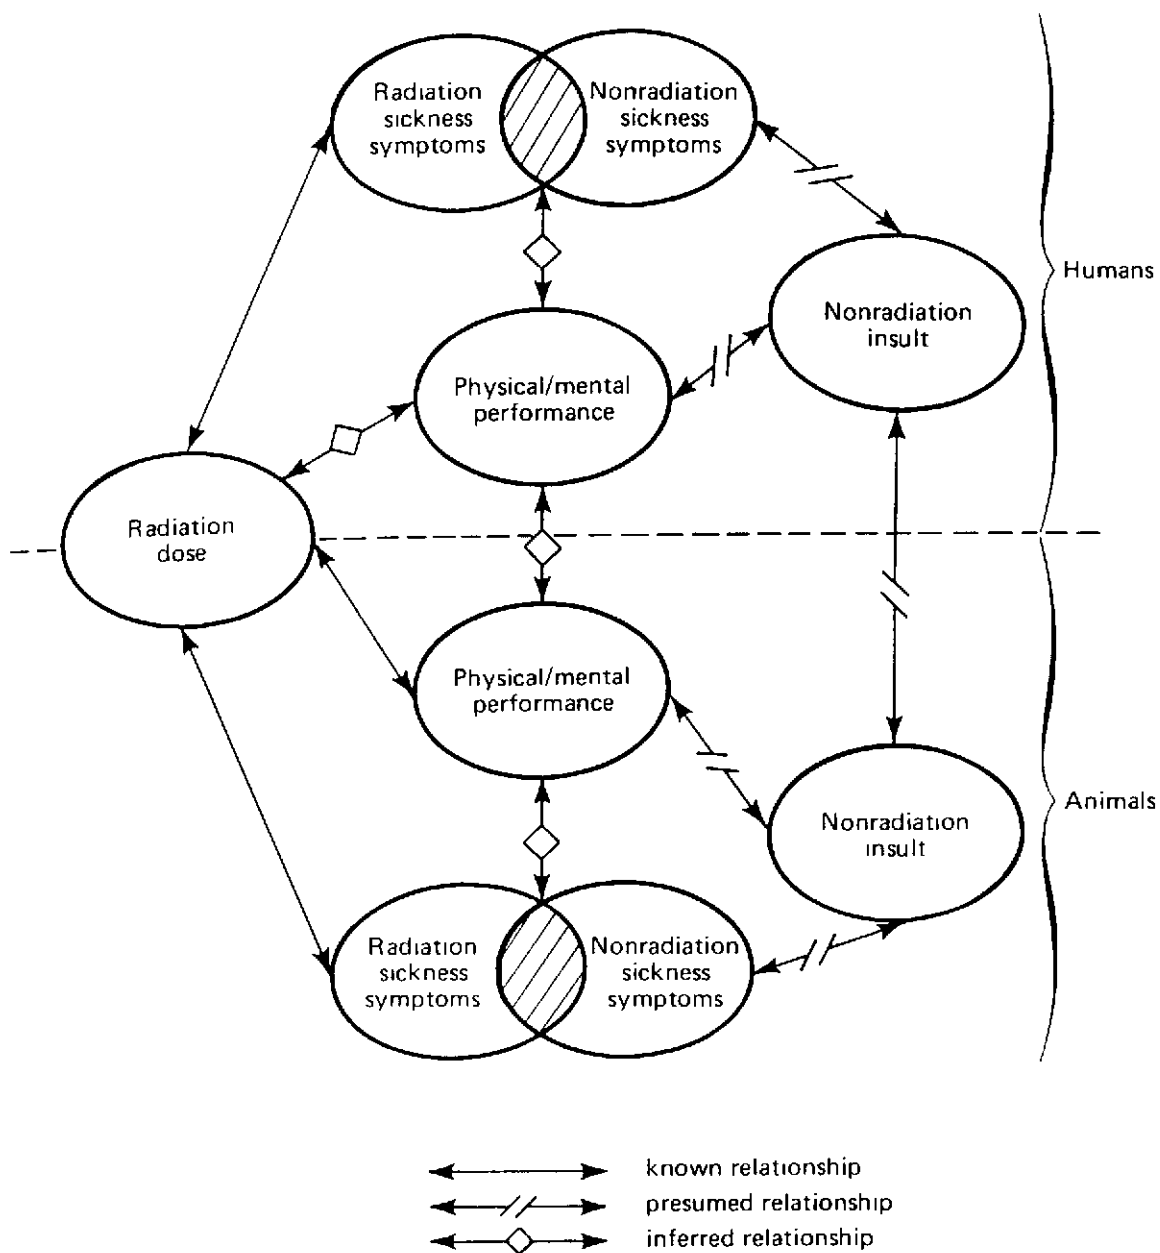 Radiation
sickness
symptoms
Nonradiation
sickness
symptoms
Humans
Nonradiation
insult
Physical/mental
performance
Radiation
dose
Physical/mental
performance
Animals
Nonradiation
insult
Radiation
sickness
symptoms
Nonradiation
sickness
symptoms
known relationship
presumed relationship
inferred relationship